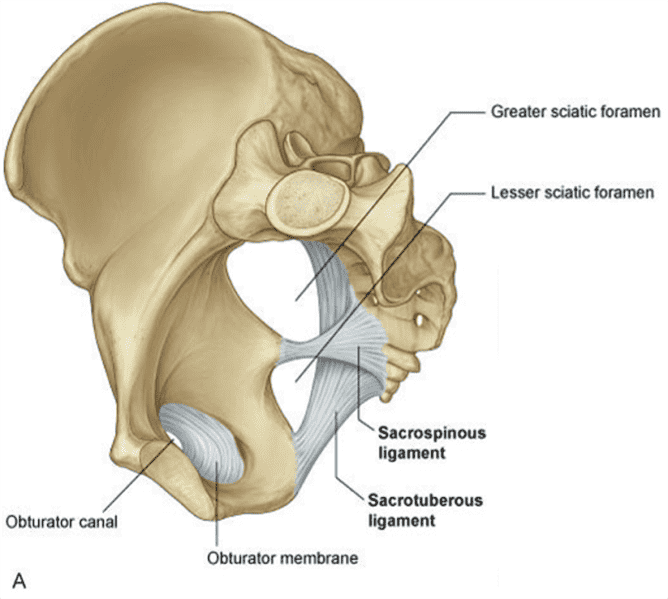 Greater sciatic foramen
Lesser sciatic foramen
Sacrospinous
ligament
Sacrotuberous
ligament
Obturator canal
Obturator membrane
A